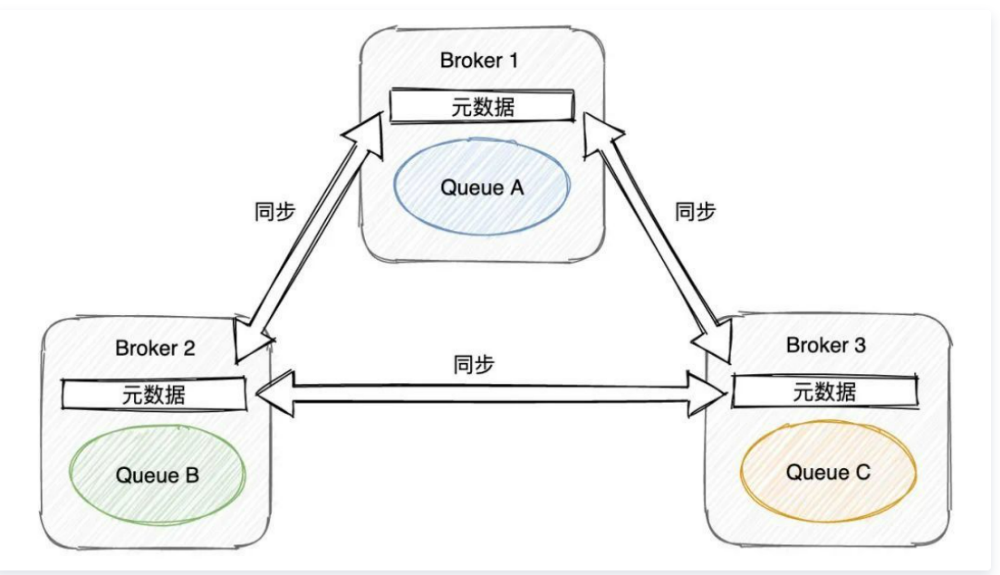 Broker 1
元数据
Queue A
同步
同步
Broker 2
元数据
Queue B
同步
Broker 3
元数据
Queue C